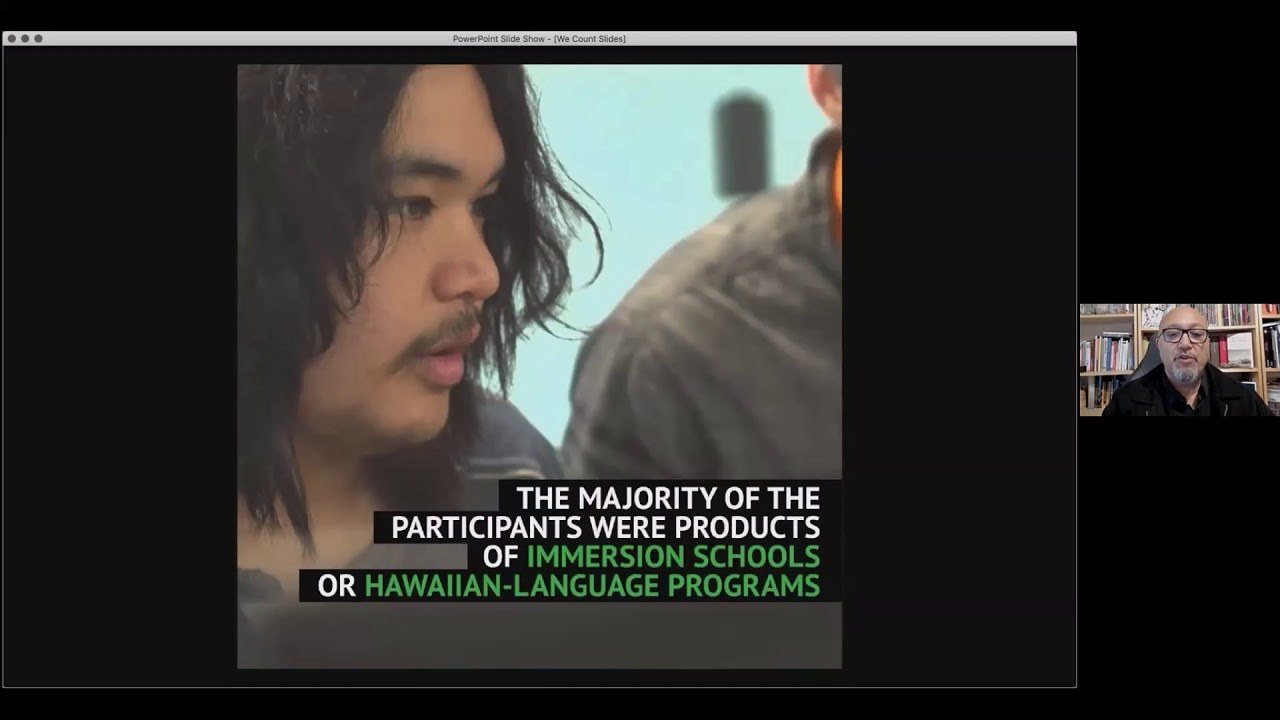 PowerPoint Slide Show - [We Count Slides]
THE MAJORITY OF THE
PARTICIPANTS WERE PRODUCTS
OF IMMERSION SCHOOLS
OR HAWAIIAN-LANGUAGE PROGRAMS